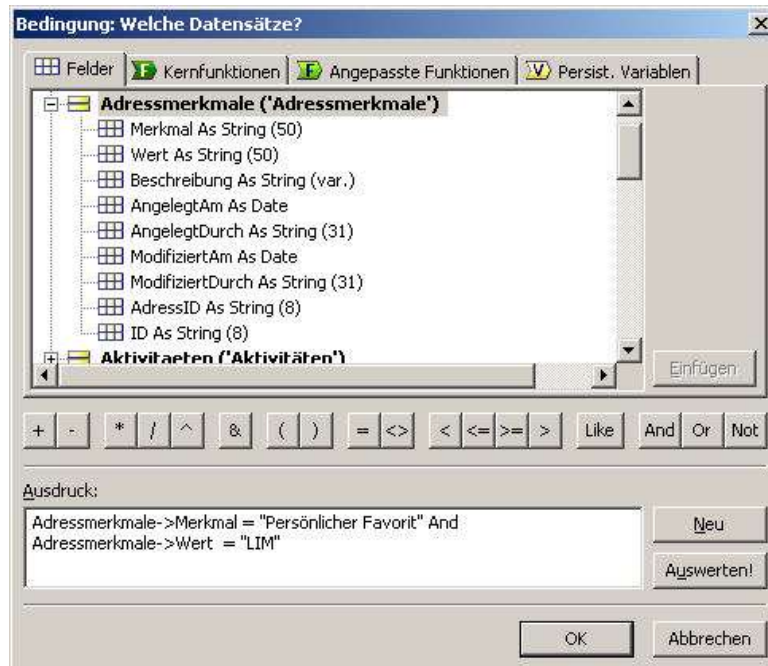 Bedingung: Welche Datensätze?
Felder F Kernfunktionen F Angepasste Funktionen V Persist. Variablen
Adressmerkmale ('Adressmerkmale')
Merkmal As String (50)
Wert As String (50)
Beschreibung As String (var.)
AngelegtAm As Date
AngelegtDurch As String (31)
ModifiziertAm As Date
ModifiziertDurch As String (31)
AdressID As String (8)
ID As String (8)
Aktivitaeten ('Aktivitäten')
Einfügen
+ - * / ^ & ( ) = <> < <= >= > Like And Or Not
Ausdruck:
Adressmerkmale->Merkmal = "Persönlicher Favorit" And
Adressmerkmale->Wert = "LIM"
Neu
Auswerten!
OK Abbrechen